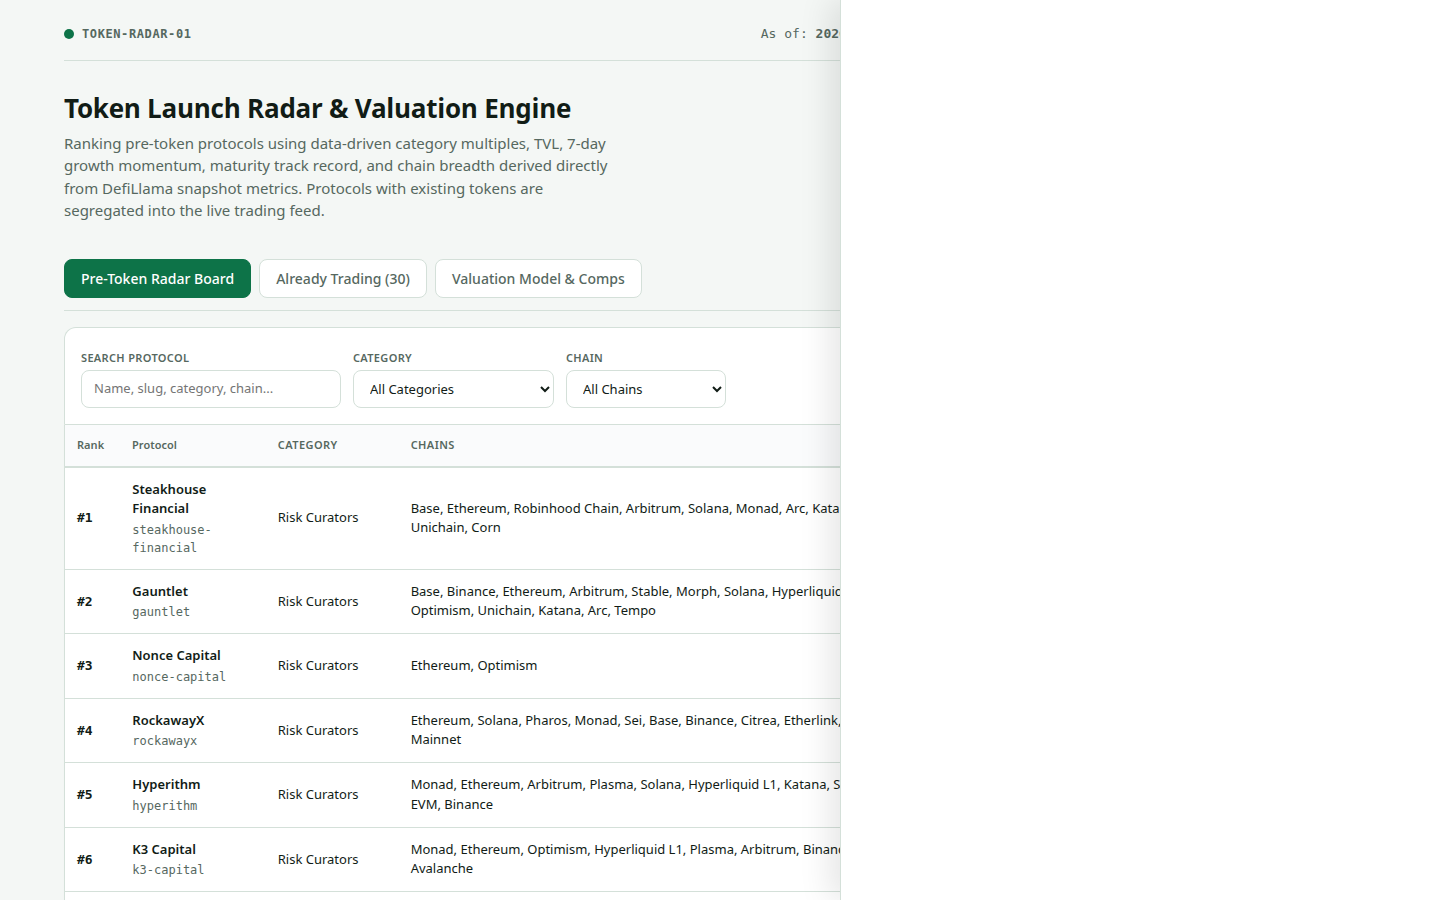 TOKEN-RADAR-01
As of: 202
Token Launch Radar & Valuation Engine
Ranking pre-token protocols using data-driven category multiples, TVL, 7-day
growth momentum, maturity track record, and chain breadth derived directly
from DefiLlama snapshot metrics. Protocols with existing tokens are
segregated into the live trading feed.
Pre-Token Radar Board
Already Trading (30)
Valuation Model & Comps
SEARCH PROTOCOL
CATEGORY
CHAIN
Name, slug, category, chain...
All Categories
All Chains
Rank
Protocol
CATEGORY
CHAINS
#1
Steakhouse
Financial
steakhouse-
financial
Risk Curators
Base, Ethereum, Robinhood Chain, Arbitrum, Solana, Monad, Arc, Kata
Unichain, Corn
#2
Gauntlet
gauntlet
Risk Curators
Base, Binance, Ethereum, Arbitrum, Stable, Morph, Solana, Hyperliquid
Optimism, Unichain, Katana, Arc, Tempo
#3
Nonce Capital
nonce-capital
Risk Curators
Ethereum, Optimism
#4
RockawayX
rockawayx
Risk Curators
Ethereum, Solana, Pharos, Monad, Sei, Base, Binance, Citrea, Etherlink,
Mainnet
#5
Hyperithm
hyperithm
Risk Curators
Monad, Ethereum, Arbitrum, Plasma, Solana, Hyperliquid L1, Katana, S
EVM, Binance
#6
K3 Capital
k3-capital
Risk Curators
Monad, Ethereum, Optimism, Hyperliquid L1, Plasma, Arbitrum, Binan
Avalanche